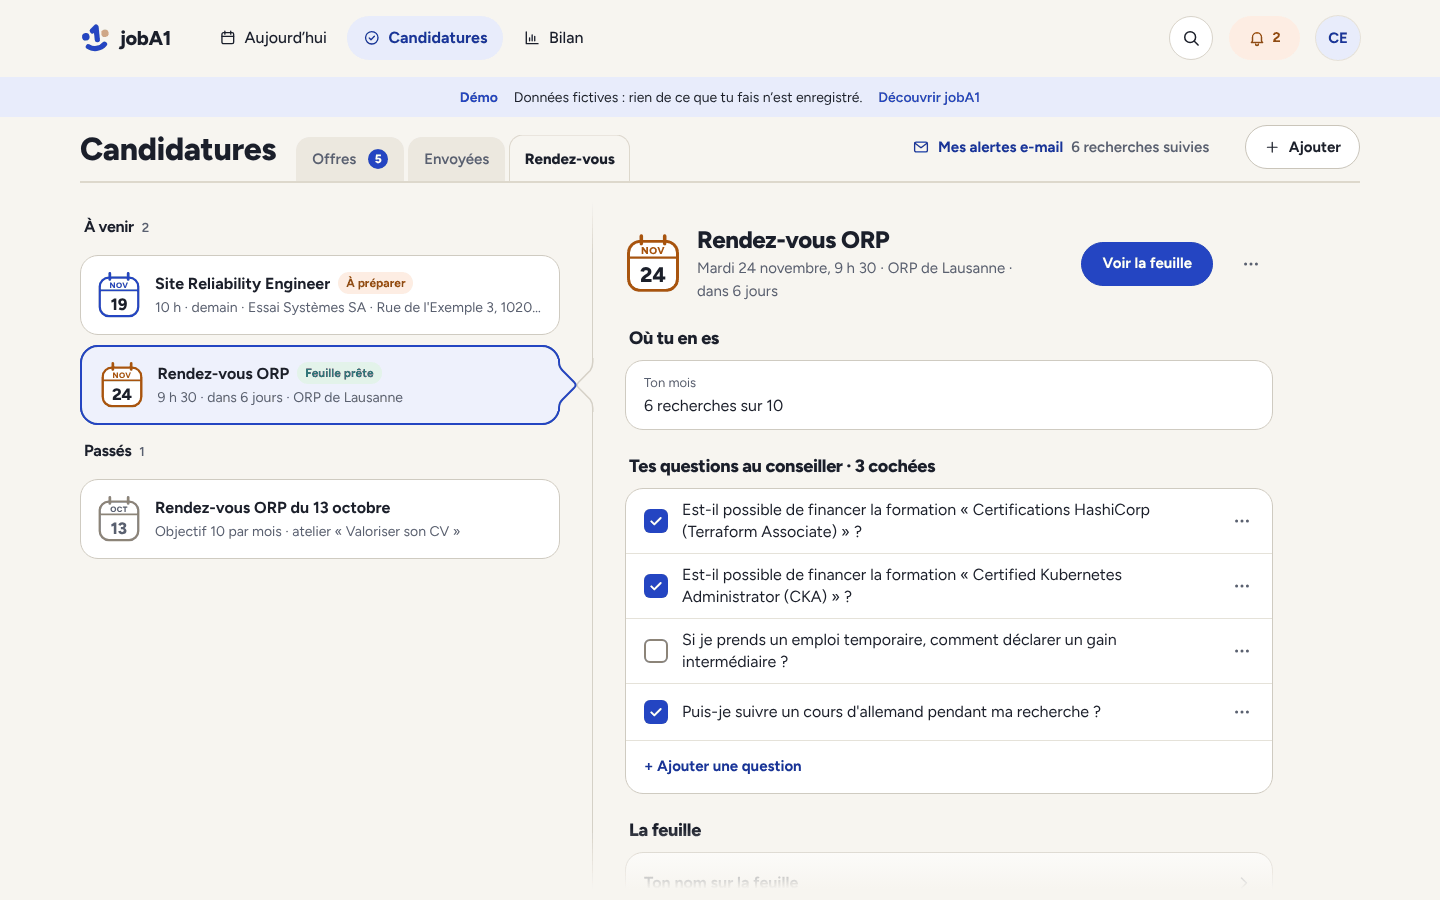 jobA1
Aujourd’hui
Candidatures
Bilan
2
CE
Démo Données fictives : rien de ce que tu fais n’est enregistré. Découvrir jobA1
Candidatures
Offres 5
Envoyées
Rendez-vous
Mes alertes e-mail 6 recherches suivies
Ajouter
À venir 2
NOV
19
Site Reliability Engineer À préparer
10 h · demain · Essai Systèmes SA · Rue de l'Exemple 3, 1020...
NOV
24
Rendez-vous ORP Feuille prête
9 h 30 · dans 6 jours · ORP de Lausanne
Passés 1
OCT
13
Rendez-vous ORP du 13 octobre
Objectif 10 par mois · atelier « Valoriser son CV »
NOV
24
Rendez-vous ORP
Mardi 24 novembre, 9 h 30 · ORP de Lausanne ·
dans 6 jours
Voir la feuille
Où tu en es
Ton mois
6 recherches sur 10
Tes questions au conseiller · 3 cochées
Est-il possible de financer la formation « Certifications HashiCorp
(Terraform Associate) » ?
Est-il possible de financer la formation « Certified Kubernetes
Administrator (CKA) » ?
Si je prends un emploi temporaire, comment déclarer un gain
intermédiaire ?
Puis-je suivre un cours d'allemand pendant ma recherche ?
+ Ajouter une question
La feuille
Ton nom sur la feuille